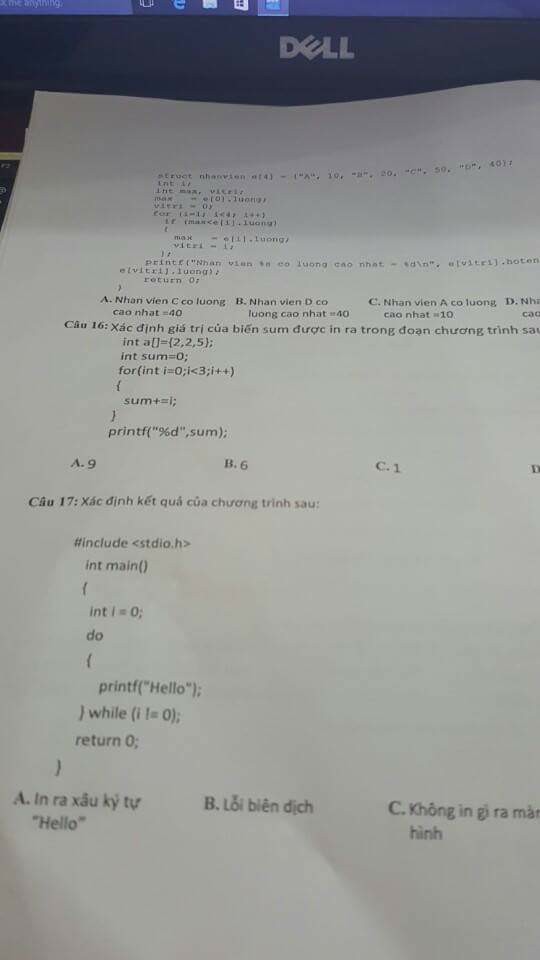 me anything.
DELL
struct nhanvien e[4] = {"A", 10, "B", 20, "C", 50, "D", 40};
int i;
int max, vitri;
max = e[0].luong;
vitri = 0;
for (i=1; i<4; i++)
if (max<e[i].luong)
{
max = e[i].luong;
vitri = i;
};
printf("Nhan vien %s co luong cao nhat = %d\n", e[vitri].hoten
e[vitri].luong);
return 0;
}
A. Nhan vien C co luong B. Nhan vien D co C. Nhan vien A co luong D. Nha
cao nhat =40 luong cao nhat =40 cao nhat =10 cao
Câu 16: Xác định giá trị của biến sum được in ra trong đoạn chương trình sau
int a[]={2,2,5};
int sum=0;
for(int i=0;i<3;i++)
{
sum+=i;
}
printf("%d",sum);
A. 9 B. 6 C. 1 D
Câu 17: Xác định kết quả của chương trình sau:
#include <stdio.h>
int main()
{
int i = 0;
do
{
printf("Hello");
} while (i != 0);
return 0;
}
A. In ra xâu ký tự B. Lỗi biên dịch C. Không in gì ra màn
"Hello" hình